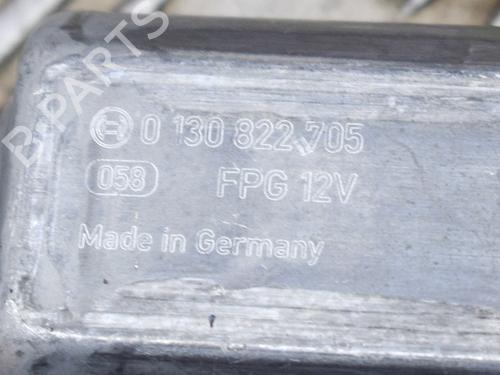 B-PARTS
0 130 822 705
058 FPG 12V
Made in Germany